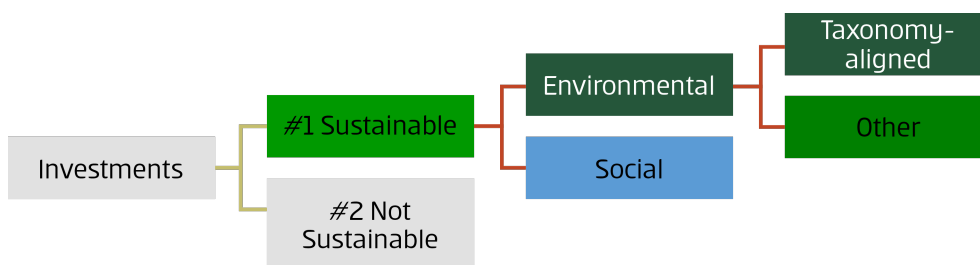 Investments
#1 Sustainable
#2 Not
Sustainable
Environmental
Social
Taxonomy-
aligned
Other